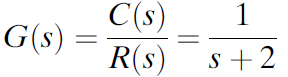 G(s) = C(s)/R(s) = 1/(s + 2)